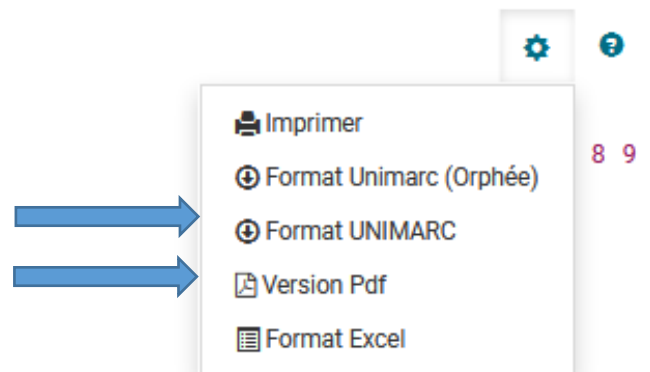 Imprimer
8 9
Format Unimarc (Orphée)
Format UNIMARC
Version Pdf
Format Excel